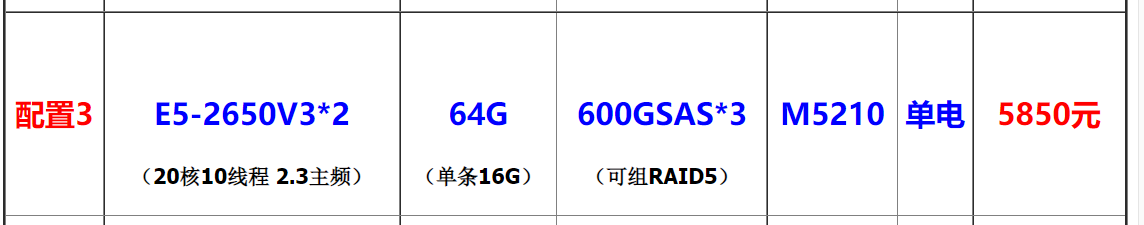 配置3
E5-2650V3*2
（20核10线程 2.3主频）
64G
（单条16G）
600GSAS*3
（可组RAID5）
M5210
单电
5850元